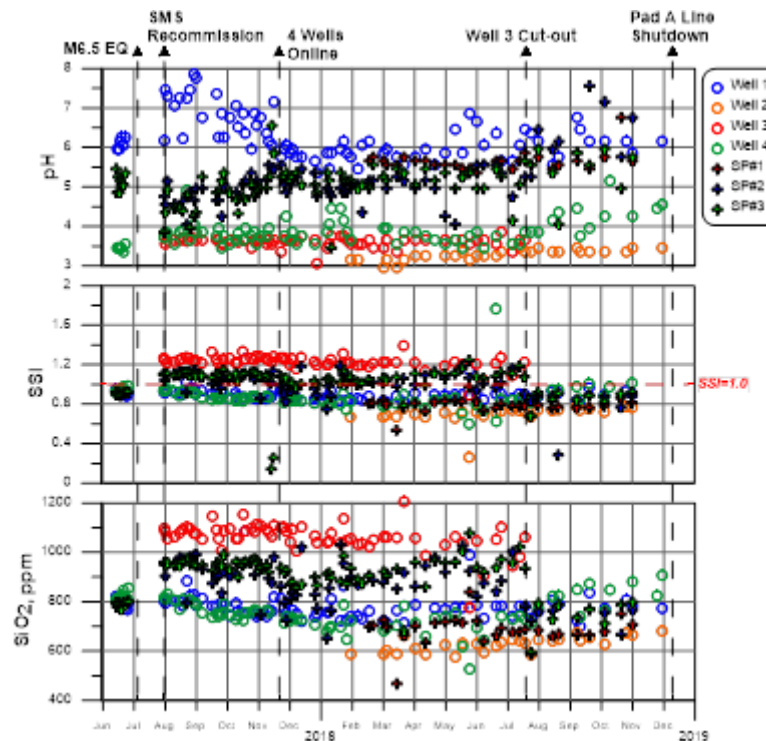 SMS
Recommission
M6.5 EQ
4 Wells
Online
Well 3 Cut-out
Pad A Line
Shutdown
8
7
6
5
4
3
pH
Well 1
Well 2
Well 3
Well 4
SP#1
SP#2
SP#3
2
1.6
1.2
0.8
0.4
0
SSI
SSI=1.0
1200
1000
800
600
400
SiO2, ppm
Jun Jul Aug Sep Oct Nov Dec Feb Mar Apr May Jun Jul Aug Sep Oct Nov Dec
2018 2019